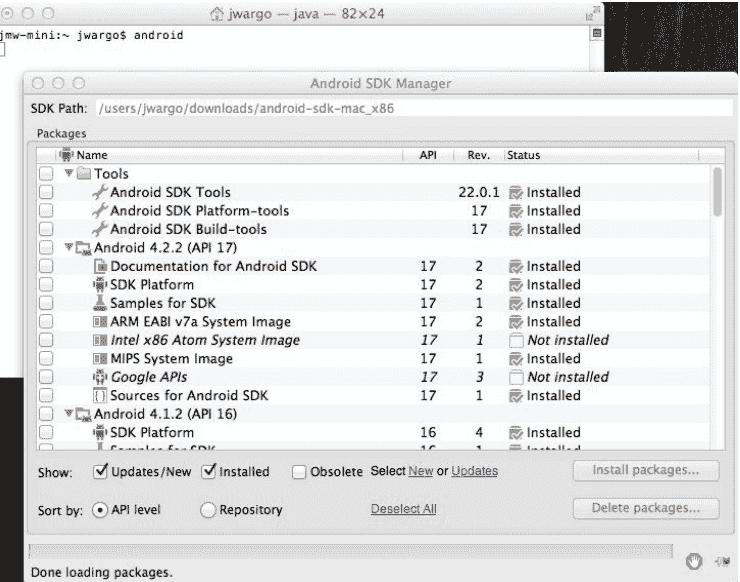 jwargo — java — 82×24
jmw-mini:~ jwargo$ android
Android SDK Manager
SDK Path: /users/jwargo/downloads/android-sdk-mac_x86
Packages
Name API Rev. Status
Tools
Android SDK Tools 22.0.1 Installed
Android SDK Platform-tools 17 Installed
Android SDK Build-tools 17 Installed
Android 4.2.2 (API 17)
Documentation for Android SDK 17 2 Installed
SDK Platform 17 2 Installed
Samples for SDK 17 1 Installed
ARM EABI v7a System Image 17 2 Installed
Intel x86 Atom System Image 17 1 Not installed
MIPS System Image 17 1 Installed
Google APIs 17 3 Not installed
Sources for Android SDK 17 1 Installed
Android 4.1.2 (API 16)
SDK Platform 16 4 Installed
Samples for SDK 16 1 Installed
Show: Updates/New Installed Obsolete Select New or Updates Install packages...
Sort by: API level Repository Deselect All Delete packages...
Done loading packages.